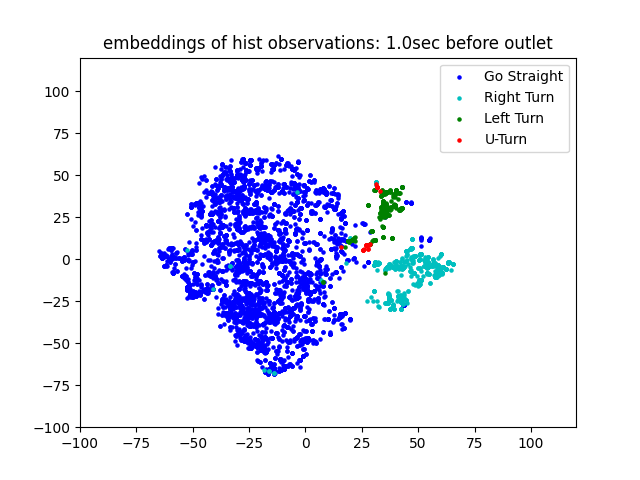 embeddings of hist observations: 1.0sec before outlet
Go Straight
Right Turn
Left Turn
U-Turn
100
75
50
25
0
−25
−50
−75
−100
−100 −75 −50 −25 0 25 50 75 100